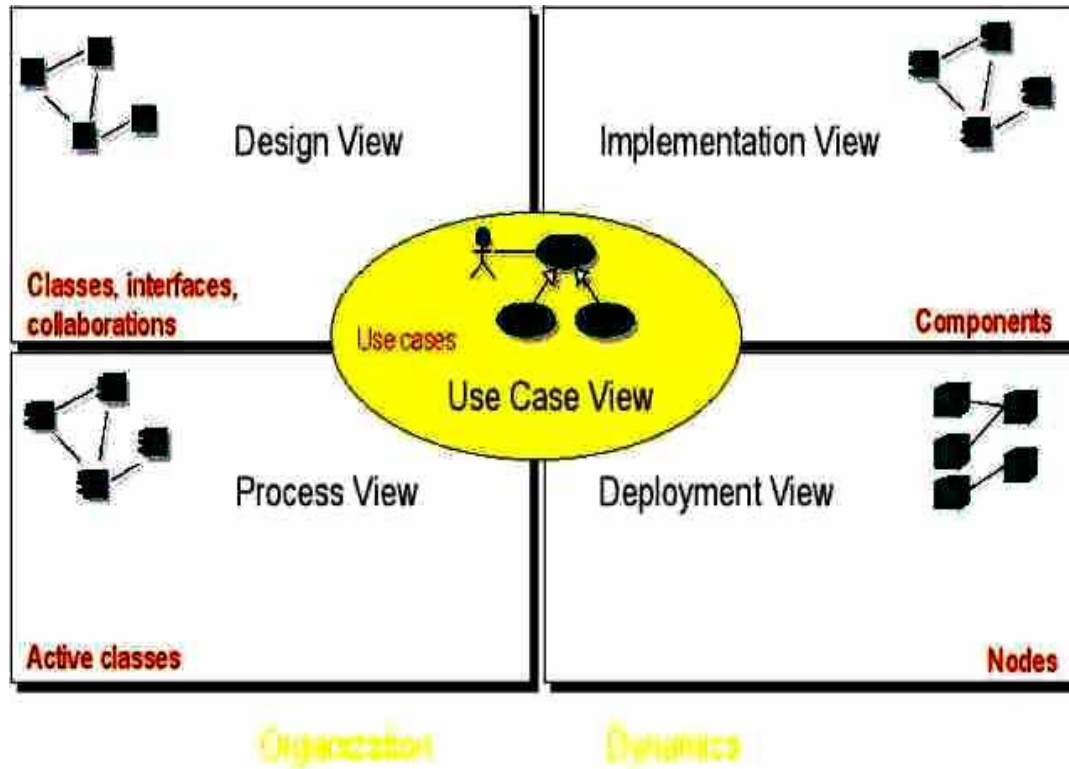 Design View
Implementation View
Classes, interfaces,
collaborations
Components
Use cases
Use Case View
Process View
Deployment View
Active classes
Nodes
Organization
Dynamics